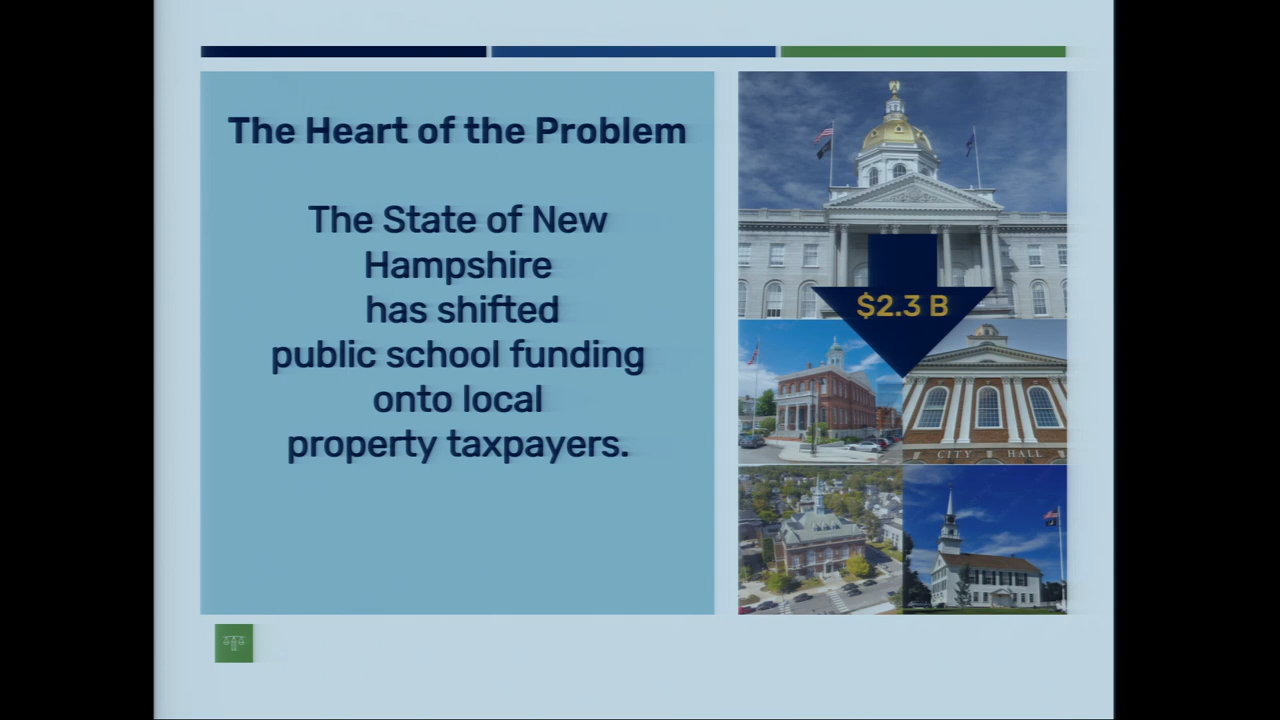 The Heart of the Problem
The State of New
Hampshire
has shifted
public school funding
onto local
property taxpayers.
$2.3 B
CITY HALL